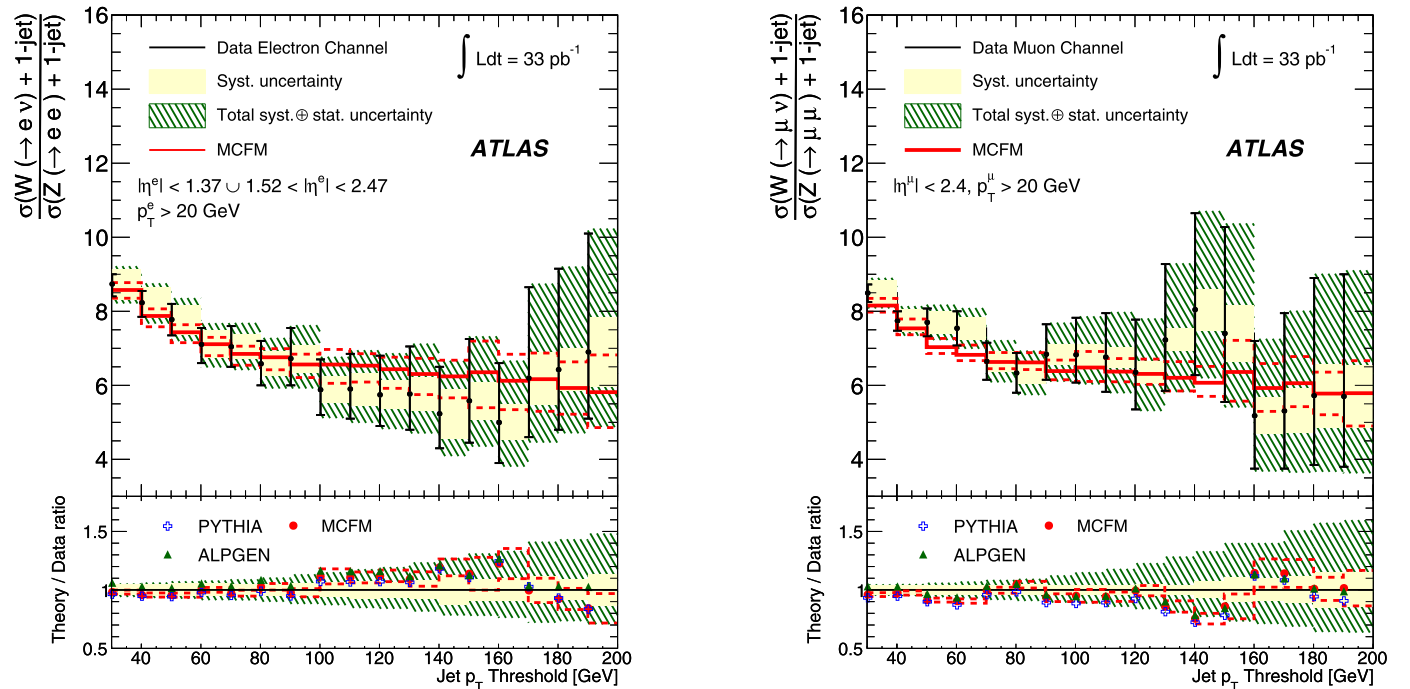 σ(W (→ e ν) + 1-jet)
σ(Z (→ e e ) + 1-jet)
16
14
12
10
8
6
4
Data Electron Channel
Syst. uncertainty
Total syst.⊕ stat. uncertainty
MCFM
∫ Ldt = 33 pb⁻¹
ATLAS
|ηᵉ| < 1.37 ∪ 1.52 < |ηᵉ| < 2.47
p_T^e > 20 GeV
Theory / Data ratio
1.5
1
0.5
PYTHIA
MCFM
ALPGEN
40 60 80 100 120 140 160 180 200
Jet p_T Threshold [GeV]
σ(W (→ μ ν) + 1-jet)
σ(Z (→ μ μ ) + 1-jet)
16
14
12
10
8
6
4
Data Muon Channel
Syst. uncertainty
Total syst.⊕ stat. uncertainty
MCFM
∫ Ldt = 33 pb⁻¹
ATLAS
|η^μ| < 2.4, p_T^μ > 20 GeV
Theory / Data ratio
1.5
1
0.5
PYTHIA
MCFM
ALPGEN
40 60 80 100 120 140 160 180 200
Jet p_T Threshold [GeV]